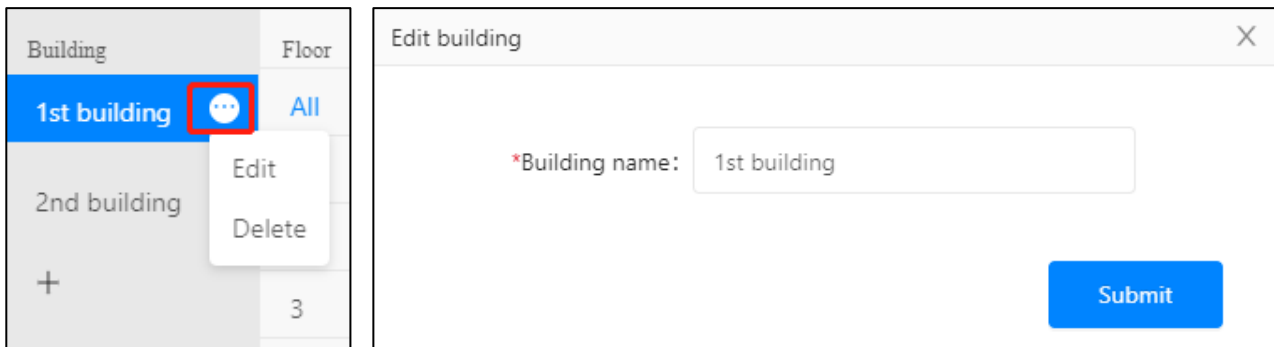 Building
Floor
1st building
All
Edit
2nd building
Delete
+
3
Edit building
X
*Building name:
1st building
Submit